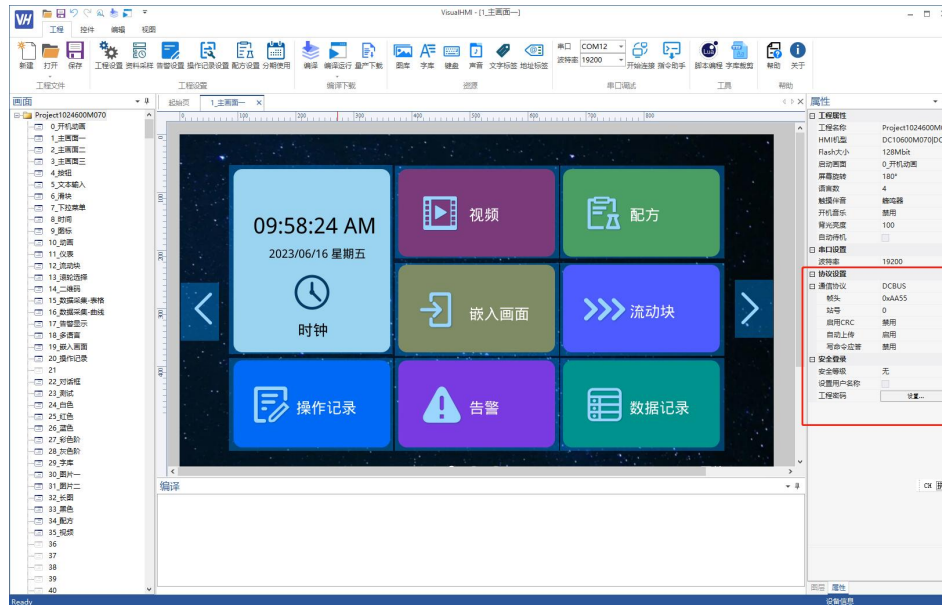 VisualHMI - [1_主画面一]
VH
工程 控件 编辑 视图
新建 打开 保存 工程设置 资料采样 告警设置 操作记录设置 配方设置 分期使用 编译 编译运行 量产下载 图库 字库 键盘 声音 文字标签 地址标签 串口 COM12 波特率 19200 开始连接 指令助手 脚本编程 字库裁剪 帮助 关于
工程文件 工程设置 编译下载 资源 串口调试 工具 帮助
画面
Project1024600M070
0_开机动画
1_主画面一
2_主画面二
3_主画面三
4_按钮
5_文本输入
6_滑块
7_下拉菜单
8_时间
9_图标
10_动画
11_仪表
12_流动块
13_滚轮选择
14_二维码
15_数据采集-表格
16_数据采集-曲线
17_告警显示
18_多语言
19_嵌入画面
20_操作记录
21
22_对话框
23_测试
24_白色
25_红色
26_蓝色
27_彩色阶
28_灰色阶
29_字库
30_图片一
31_图片二
32_长图
33_黑色
34_配方
35_视频
36
37
38
39
40
起始页 1_主画面一
0 100 200 300 400 500 600 700 800
0
100
200
300
400
09:58:24 AM
2023/06/16 星期五
时钟
视频
配方
嵌入画面
流动块
操作记录
告警
数据记录
编译
属性
工程属性
工程名称 Project1024600M
HMI机型 DC10600M070|DC
Flash大小 128Mbit
启动画面 0_开机动画
屏幕旋转 180°
语言数 4
触摸伴音 蜂鸣器
开机音乐 禁用
背光亮度 100
自动待机
串口设置
波特率 19200
协议设置
通信协议 DCBUS
帧头 0xAA55
站号 0
启用CRC 禁用
自动上传 启用
写命令应答 禁用
安全登录
安全等级 无
设置用户名称
工程密码 设置...
CH
图层 属性
Ready 设备信息